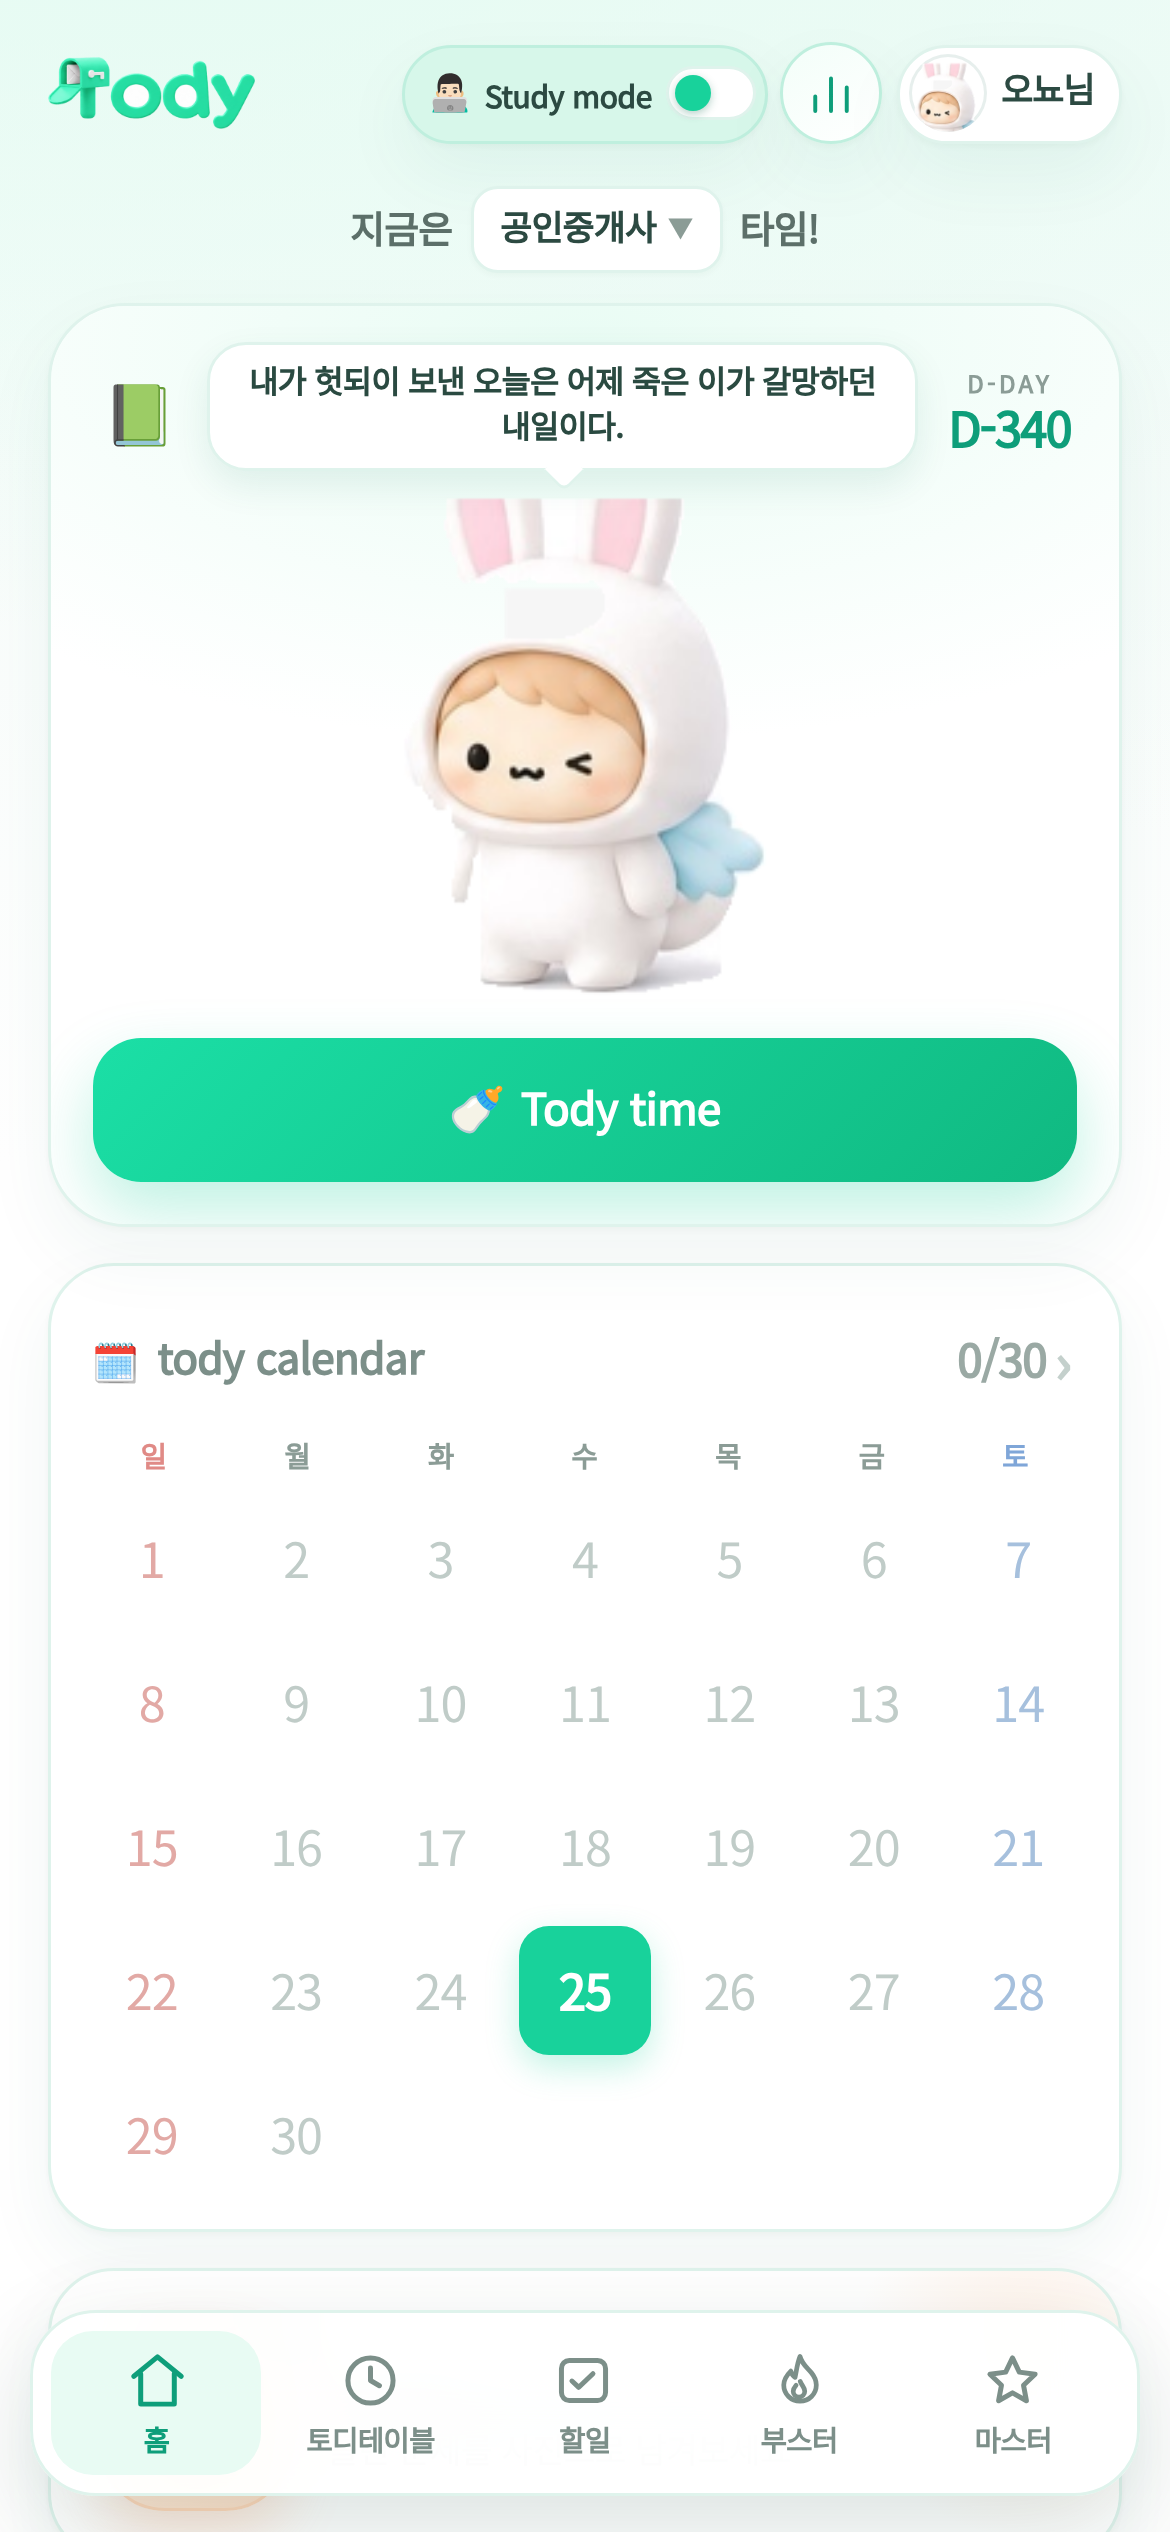 Tody
Study mode
오뇨님
지금은 공인중개사 ▼ 타임!
내가 헛되이 보낸 오늘은 어제 죽은 이가 갈망하던
내일이다.
D-DAY
D-340
Tody time
tody calendar
0/30 ›
일 월 화 수 목 금 토
1 2 3 4 5 6 7
8 9 10 11 12 13 14
15 16 17 18 19 20 21
22 23 24 25 26 27 28
29 30
홈 토디테이블 할일 부스터 마스터